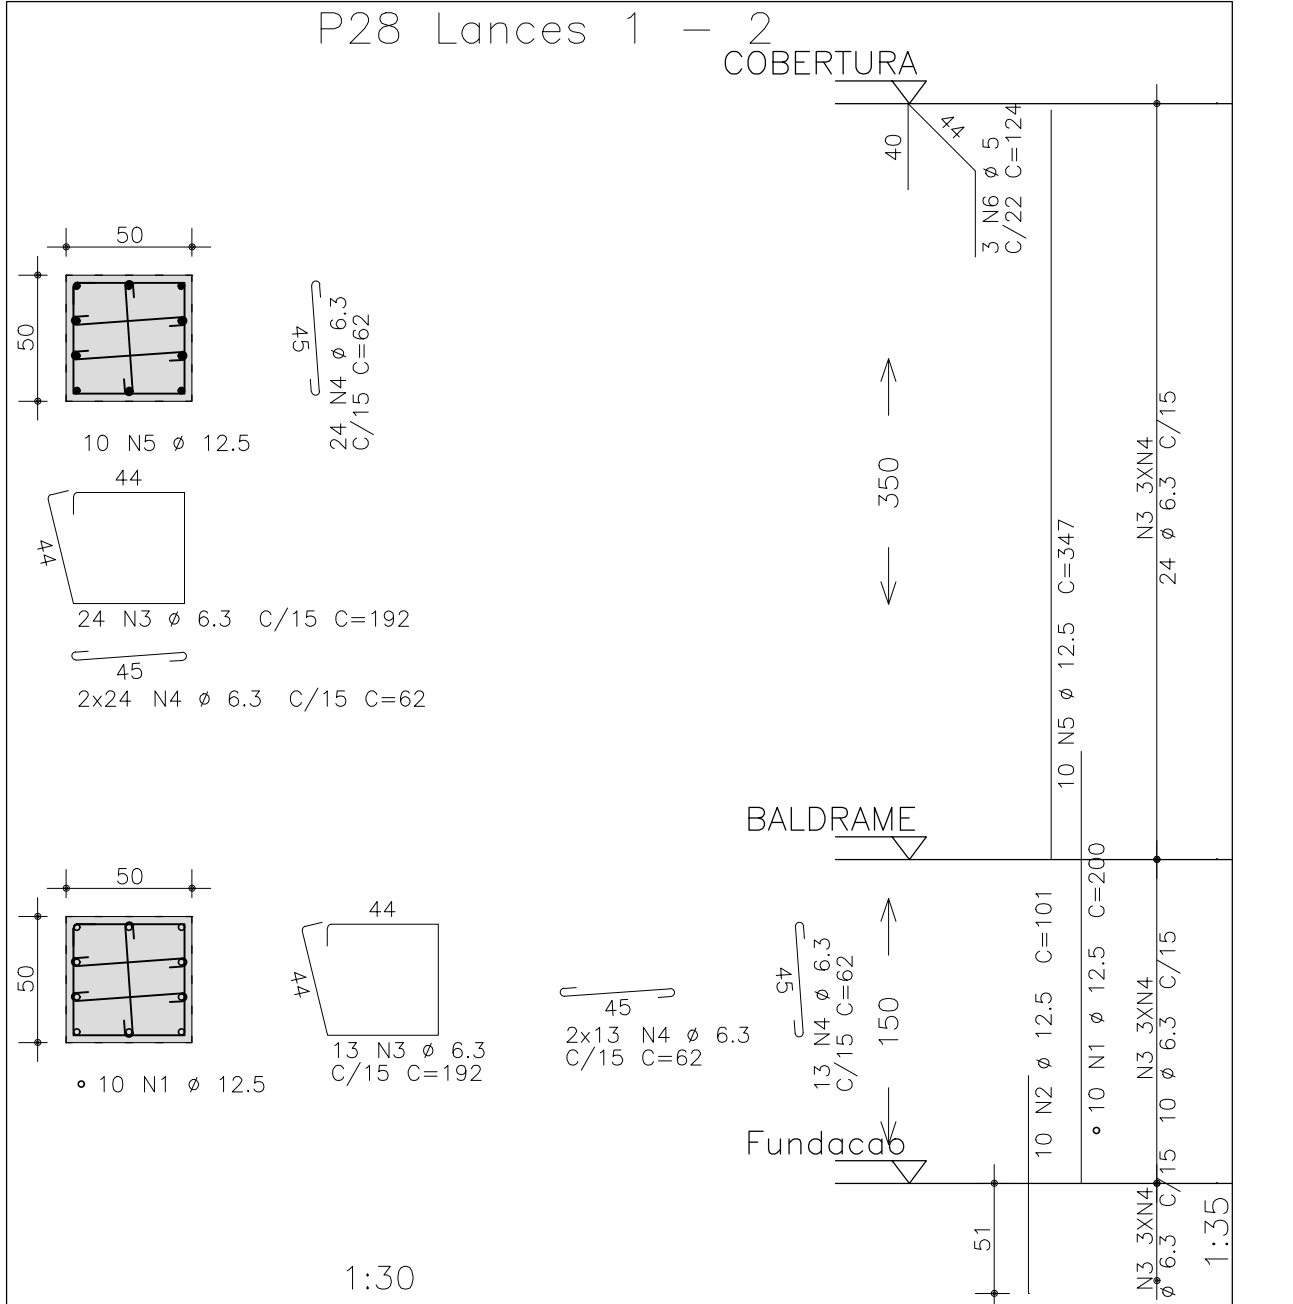 P28 Lances 1 - 2
COBERTURA
40
44
3 N6 ø 5
C/22 C=124
50
50
10 N5 ø 12.5
45
24 N4 ø 6.3
C/15 C=62
44
44
24 N3 ø 6.3 C/15 C=192
45
2x24 N4 ø 6.3 C/15 C=62
350
10 N5 ø 12.5 C=347
N3 3XN4
24 ø 6.3 C/15
BALDRAME
50
50
10 N1 ø 12.5
44
44
13 N3 ø 6.3
C/15 C=192
45
2x13 N4 ø 6.3
C/15 C=62
45
13 N4 ø 6.3
C/15 C=62
150
10 N2 ø 12.5 C=101
10 N1 ø 12.5 C=200
N3 3XN4
10 ø 6.3 C/15
Fundacao
51
N3 3XN4
ø 6.3 C/15
1:30
1:35